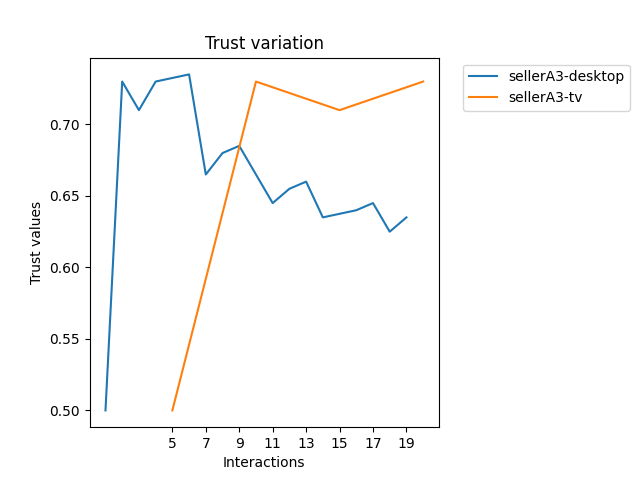 Trust variation
sellerA3-desktop
sellerA3-tv
Trust values
0.70
0.65
0.60
0.55
0.50
5 7 9 11 13 15 17 19
Interactions